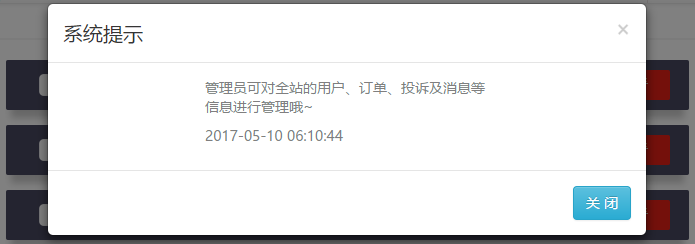 系统提示
×
管理员可对全站的用户、订单、投诉及消息等
信息进行管理哦~
2017-05-10 06:10:44
关 闭